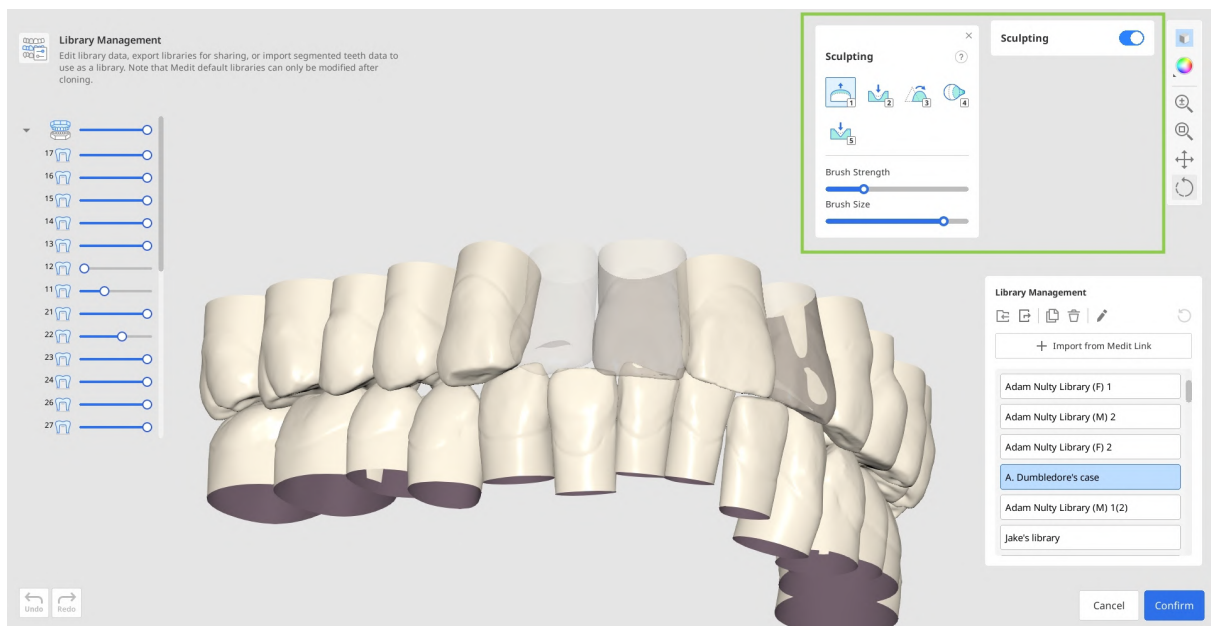 Library Management
Edit library data, export libraries for sharing, or import segmented teeth data to
use as a library. Note that Medit default libraries can only be modified after
cloning.
17
16
15
14
13
12
11
21
22
23
24
26
27
Undo
Redo
Sculpting
?
1
2
3
4
5
Brush Strength
Brush Size
Sculpting
Library Management
+ Import from Medit Link
Adam Nulty Library (F) 1
Adam Nulty Library (M) 2
Adam Nulty Library (F) 2
A. Dumbledore's case
Adam Nulty Library (M) 1(2)
Jake's library
Cancel
Confirm